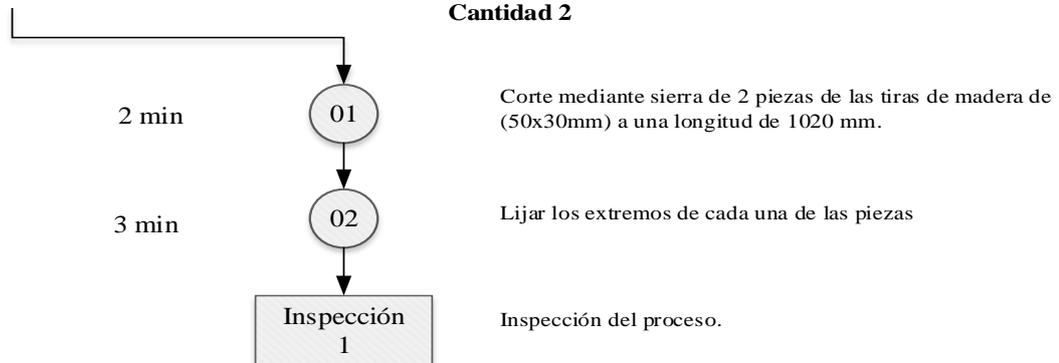 Cantidad 2
2 min
01
Corte mediante sierra de 2 piezas de las tiras de madera de
(50x30mm) a una longitud de 1020 mm.
3 min
02
Lijar los extremos de cada una de las piezas
Inspección
1
Inspección del proceso.